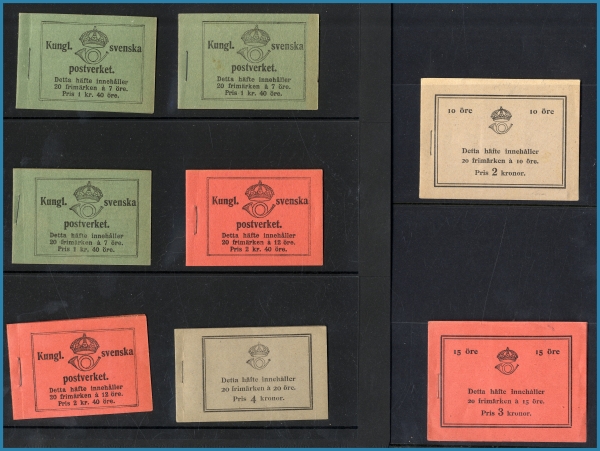 Kungl. svenska
postverket.
Detta häfte innehåller
20 frimärken à 7 öre.
Pris 1 kr. 40 öre.
Kungl. svenska
postverket.
Detta häfte innehåller
20 frimärken à 7 öre.
Pris 1 kr. 40 öre.
10 öre 10 öre
Detta häfte innehåller
20 frimärken à 10 öre.
Pris 2 kronor.
Kungl. svenska
postverket.
Detta häfte innehåller
20 frimärken à 7 öre.
Pris 1 kr. 40 öre.
Kungl. svenska
postverket.
Detta häfte innehåller
20 frimärken à 12 öre.
Pris 2 kr. 40 öre.
Kungl. svenska
postverket.
Detta häfte innehåller
20 frimärken à 12 öre.
Pris 2 kr. 40 öre.
Detta häfte innehåller
20 frimärken à 20 öre.
Pris 4 kronor.
15 öre 15 öre
Detta häfte innehåller
20 frimärken à 15 öre.
Pris 3 kronor.